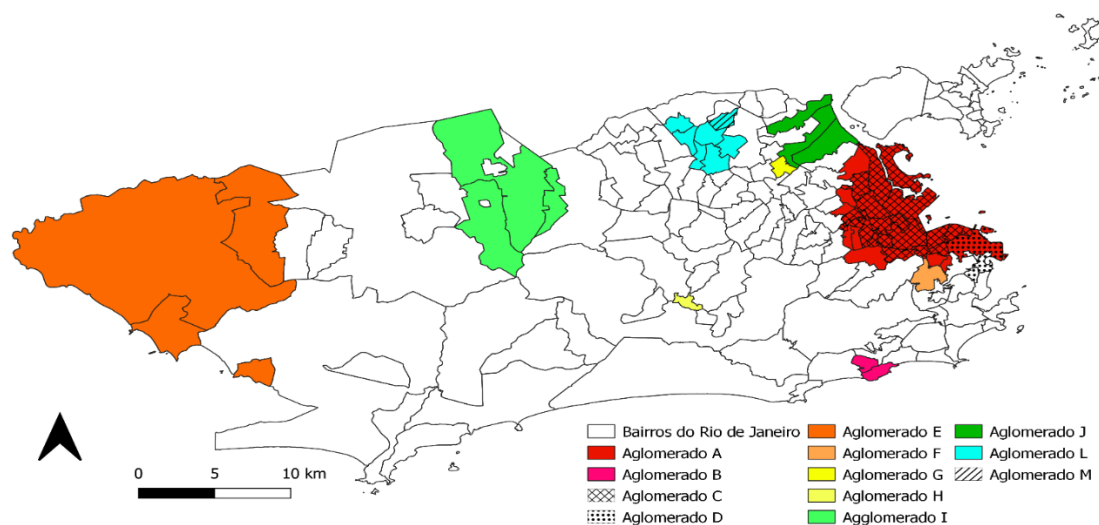 Bairros do Rio de Janeiro
Aglomerado A
Aglomerado B
Aglomerado C
Aglomerado D
Aglomerado E
Aglomerado F
Aglomerado G
Aglomerado H
Agglomerado I
Aglomerado J
Aglomerado L
Aglomerado M
0 5 10 km